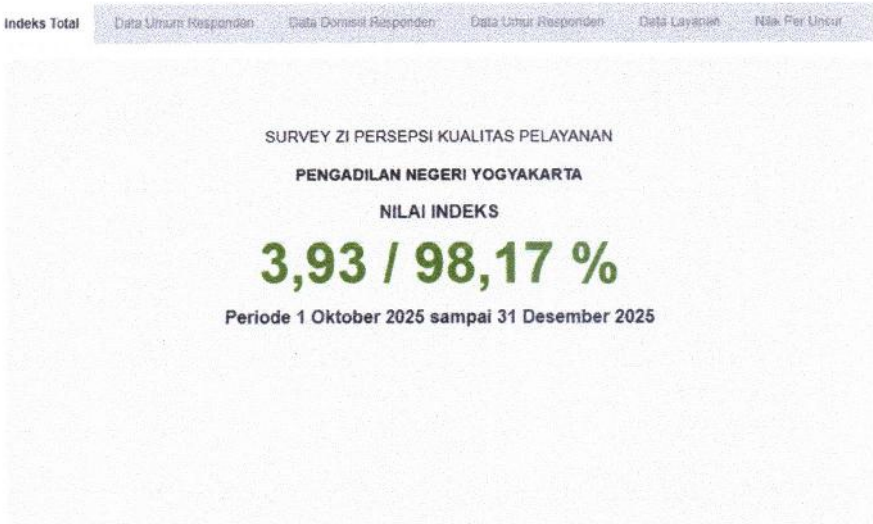 Indeks Total Data Umum Responden Data Domisil Responden Data Umur Responden Data Layanan Nilai Per Unsur
SURVEY ZI PERSEPSI KUALITAS PELAYANAN
PENGADILAN NEGERI YOGYAKARTA
NILAI INDEKS
3,93 / 98,17 %
Periode 1 Oktober 2025 sampai 31 Desember 2025